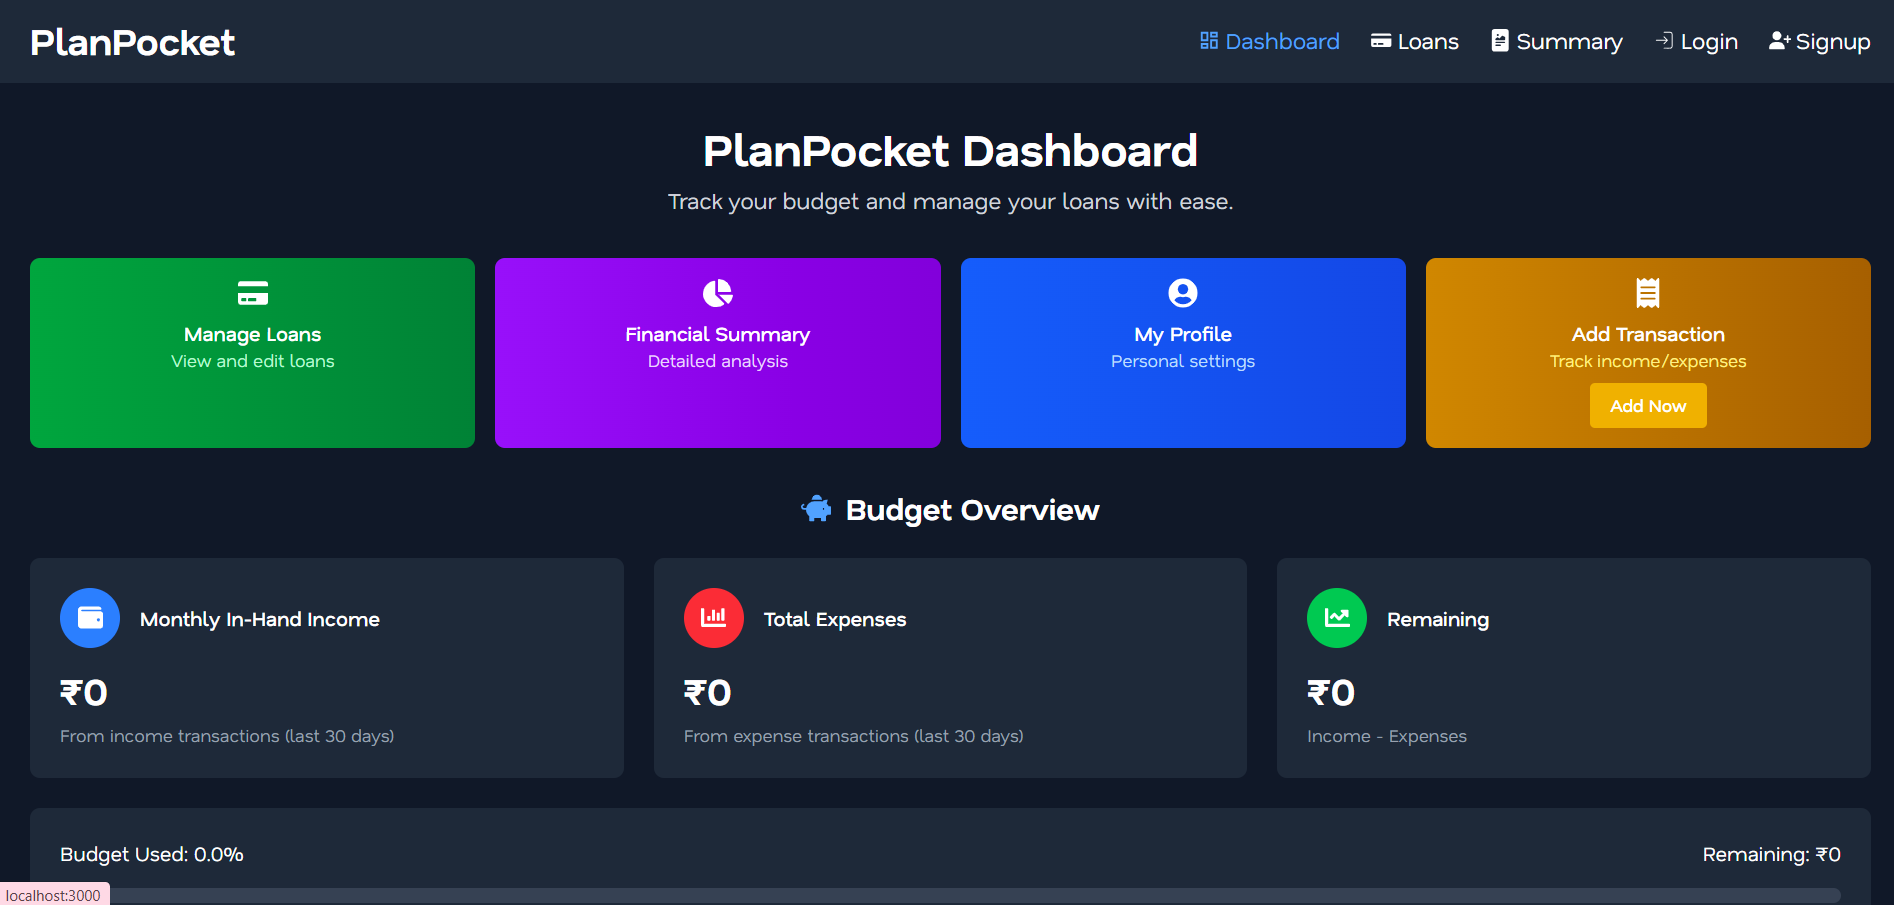 PlanPocket
Dashboard
Loans
Summary
Login
Signup
PlanPocket Dashboard
Track your budget and manage your loans with ease.
Manage Loans
View and edit loans
Financial Summary
Detailed analysis
My Profile
Personal settings
Add Transaction
Track income/expenses
Add Now
Budget Overview
Monthly In-Hand Income
₹0
From income transactions (last 30 days)
Total Expenses
₹0
From expense transactions (last 30 days)
Remaining
₹0
Income - Expenses
Budget Used: 0.0%
Remaining: ₹0
localhost:3000